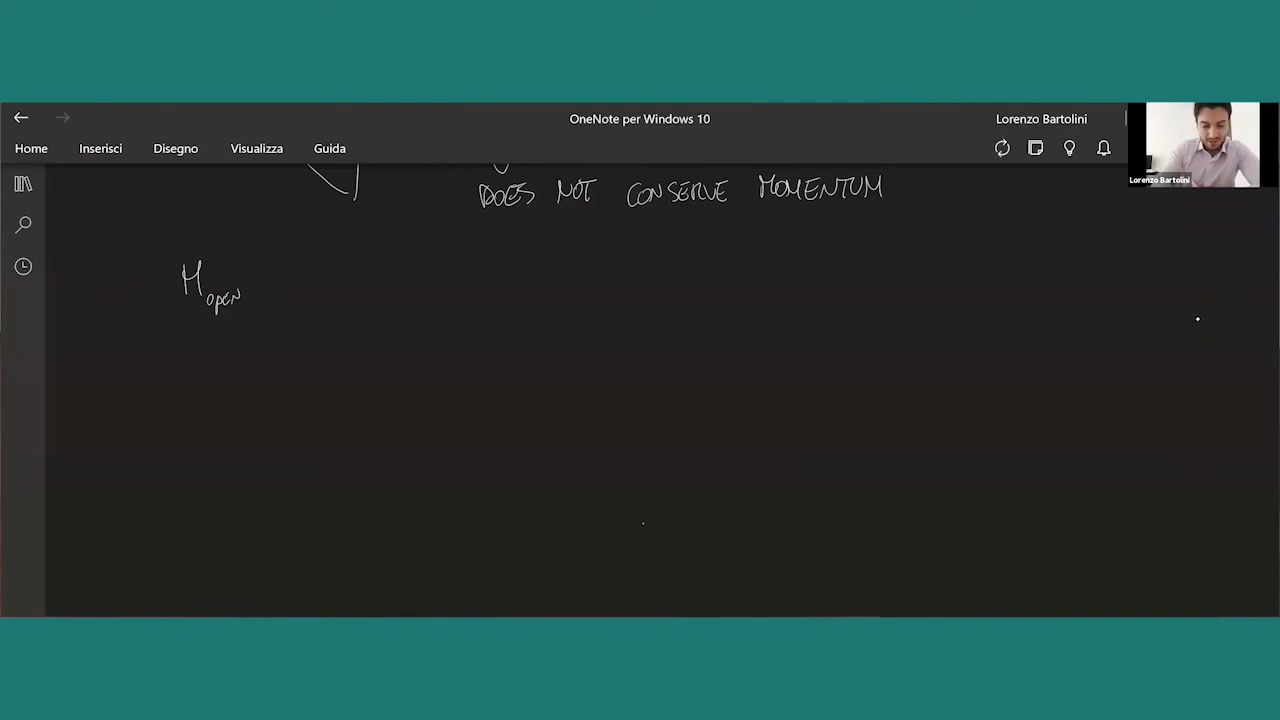 OneNote per Windows 10
Lorenzo Bartolini
Home Inserisci Disegno Visualizza Guida
Lorenzo Bartolini
DOES NOT CONSERVE MOMENTUM
M open